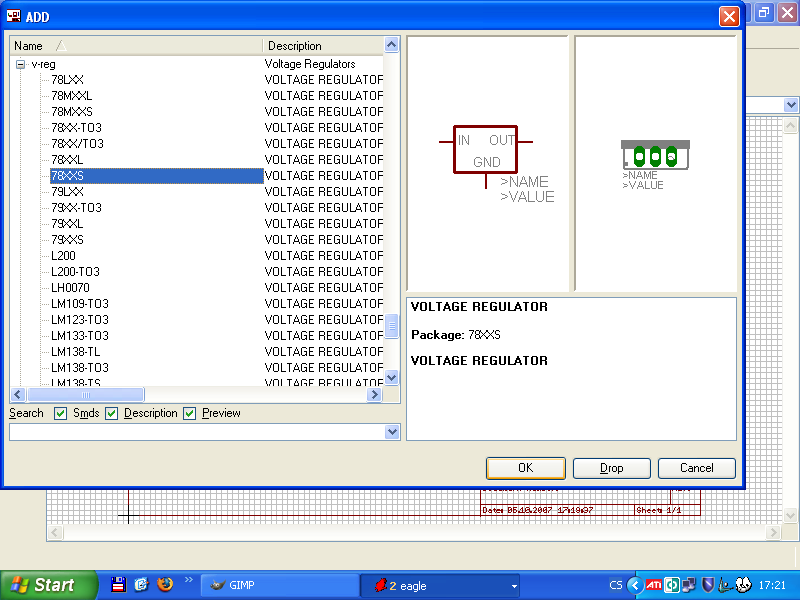 ADD
Name Description
v-reg Voltage Regulators
78LXX VOLTAGE REGULATOF
78MXXL VOLTAGE REGULATOF
78MXXS VOLTAGE REGULATOF
78XX-TO3 VOLTAGE REGULATOF
78XX/TO3 VOLTAGE REGULATOF
78XXL VOLTAGE REGULATOF
78XXS VOLTAGE REGULATOF
79LXX VOLTAGE REGULATOF
79XX-TO3 VOLTAGE REGULATOF
79XXL VOLTAGE REGULATOF
79XXS VOLTAGE REGULATOF
L200 VOLTAGE REGULATOF
L200-TO3 VOLTAGE REGULATOF
LH0070 VOLTAGE REGULATOF
LM109-TO3 VOLTAGE REGULATOF
LM123-TO3 VOLTAGE REGULATOF
LM133-TO3 VOLTAGE REGULATOF
LM138-TL VOLTAGE REGULATOF
LM138-TO3 VOLTAGE REGULATOF
LM138-TS VOLTAGE REGULATOF
Search Smds Description Preview
IN OUT
GND
>NAME
>VALUE
>NAME
>VALUE
VOLTAGE REGULATOR
Package: 78XXS
VOLTAGE REGULATOR
OK Drop Cancel
Date: 05.10.2007 17:19:37 Sheet: 1/1
Start GIMP 2 eagle CS ATI 17:21